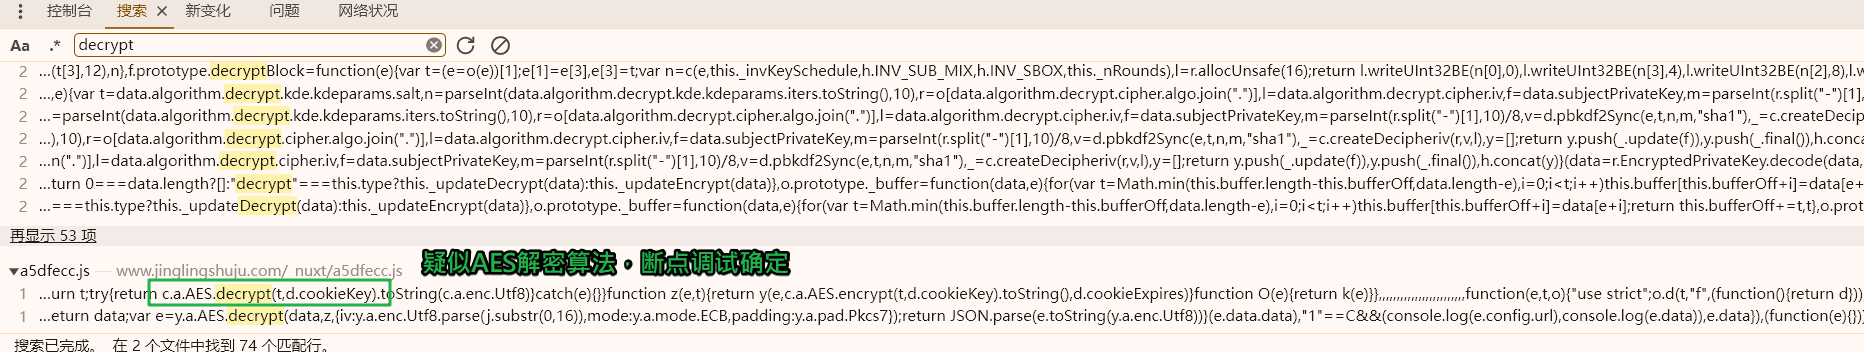 控制台 搜索 新变化 问题 网络状况
Aa .* decrypt
2 ...(t[3],12),n},f.prototype.decryptBlock=function(e){var t=(e=o(e))[1];e[1]=e[3],e[3]=t;var n=c(e,this._invKeySchedule,h.INV_SUB_MIX,h.INV_SBOX,this._nRounds),l=r.allocUnsafe(16);return l.writeUInt32BE(n[0],0),l.writeUInt32BE(n[3],4),l.writeUInt32BE(n[2],8),l.w
2 ...,e){var t=data.algorithm.decrypt.kde.kdeparams.salt,n=parseInt(data.algorithm.decrypt.kde.kdeparams.iters.toString(),10),r=o[data.algorithm.decrypt.cipher.algo.join(".")],l=data.algorithm.decrypt.cipher.iv,f=data.subjectPrivateKey,m=parseInt(r.split("-")[1],
2 ...=parseInt(data.algorithm.decrypt.kde.kdeparams.iters.toString(),10),r=o[data.algorithm.decrypt.cipher.algo.join(".")],l=data.algorithm.decrypt.cipher.iv,f=data.subjectPrivateKey,m=parseInt(r.split("-")[1],10)/8,v=d.pbkdf2Sync(e,t,n,m,"sha1"),_=c.createDecip
2 ...),10),r=o[data.algorithm.decrypt.cipher.algo.join(".")],l=data.algorithm.decrypt.cipher.iv,f=data.subjectPrivateKey,m=parseInt(r.split("-")[1],10)/8,v=d.pbkdf2Sync(e,t,n,m,"sha1"),_=c.createDecipheriv(r,v,l),y=[];return y.push(_.update(f)),y.push(_.final()),h.conca
2 ...n(".")],l=data.algorithm.decrypt.cipher.iv,f=data.subjectPrivateKey,m=parseInt(r.split("-")[1],10)/8,v=d.pbkdf2Sync(e,t,n,m,"sha1"),_=c.createDecipheriv(r,v,l),y=[];return y.push(_.update(f)),y.push(_.final()),h.concat(y)}(data=r.EncryptedPrivateKey.decode(data,
2 ...turn 0===data.length?[]:"decrypt"===this.type?this._updateDecrypt(data):this._updateEncrypt(data)},o.prototype._buffer=function(data,e){for(var t=Math.min(this.buffer.length-this.bufferOff,data.length-e),i=0;i<t;i++)this.buffer[this.bufferOff+i]=data[e+
2 ...===this.type?this._updateDecrypt(data):this._updateEncrypt(data)},o.prototype._buffer=function(data,e){for(var t=Math.min(this.buffer.length-this.bufferOff,data.length-e),i=0;i<t;i++)this.buffer[this.bufferOff+i]=data[e+i];return this.bufferOff+=t,t},o.prot
再显示 53 项
疑似AES解密算法，断点调试确定
▼a5dfecc.js — www.jinglingshuju.com/_nuxt/a5dfecc.js
1 ...urn t;try{return c.a.AES.decrypt(t,d.cookieKey).toString(c.a.enc.Utf8)}catch(e){}}function z(e,t){return y(e,c.a.AES.encrypt(t,d.cookieKey).toString(),d.cookieExpires)}function O(e){return k(e)}},,,,,,,,,,,,,,,,,,,,,,,,function(e,t,o){"use strict";o.d(t,"f",(function(){return d}))
1 ...eturn data;var e=y.a.AES.decrypt(data,z,{iv:y.a.enc.Utf8.parse(j.substr(0,16)),mode:y.a.mode.ECB,padding:y.a.pad.Pkcs7});return JSON.parse(e.toString(y.a.enc.Utf8))}(e.data.data),"1"==C&&(console.log(e.config.url),console.log(e.data)),e.data}),(function(e){}))
搜索已完成。 在 2 个文件中找到 74 个匹配行。